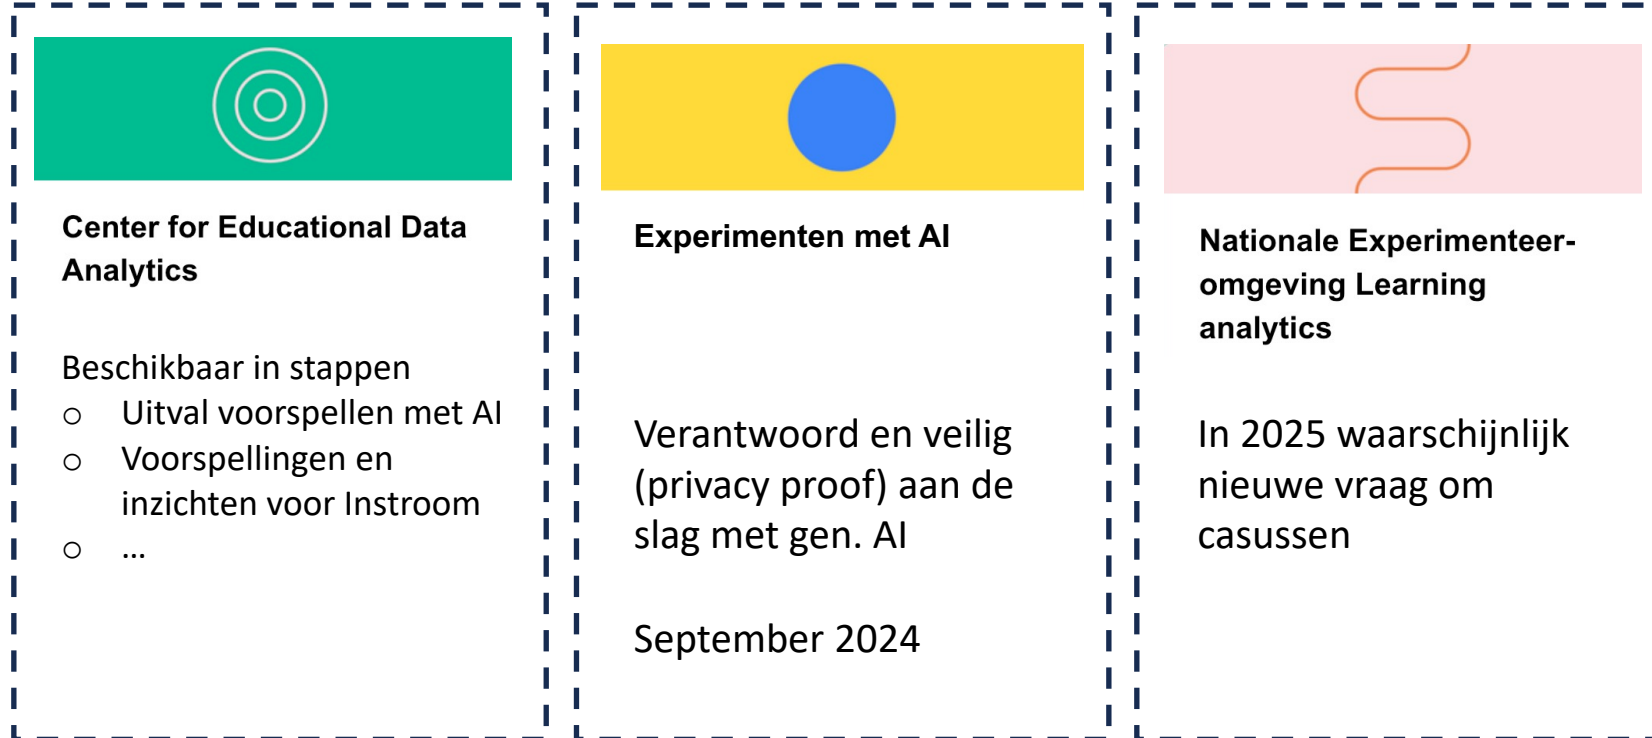 Center for Educational Data
Analytics
Beschikbaar in stappen
o Uitval voorspellen met AI
o Voorspellingen en
inzichten voor Instroom
o ...
Experimenten met AI
Verantwoord en veilig
(privacy proof) aan de
slag met gen. AI
September 2024
Nationale Experimenteer-
omgeving Learning
analytics
In 2025 waarschijnlijk
nieuwe vraag om
casussen